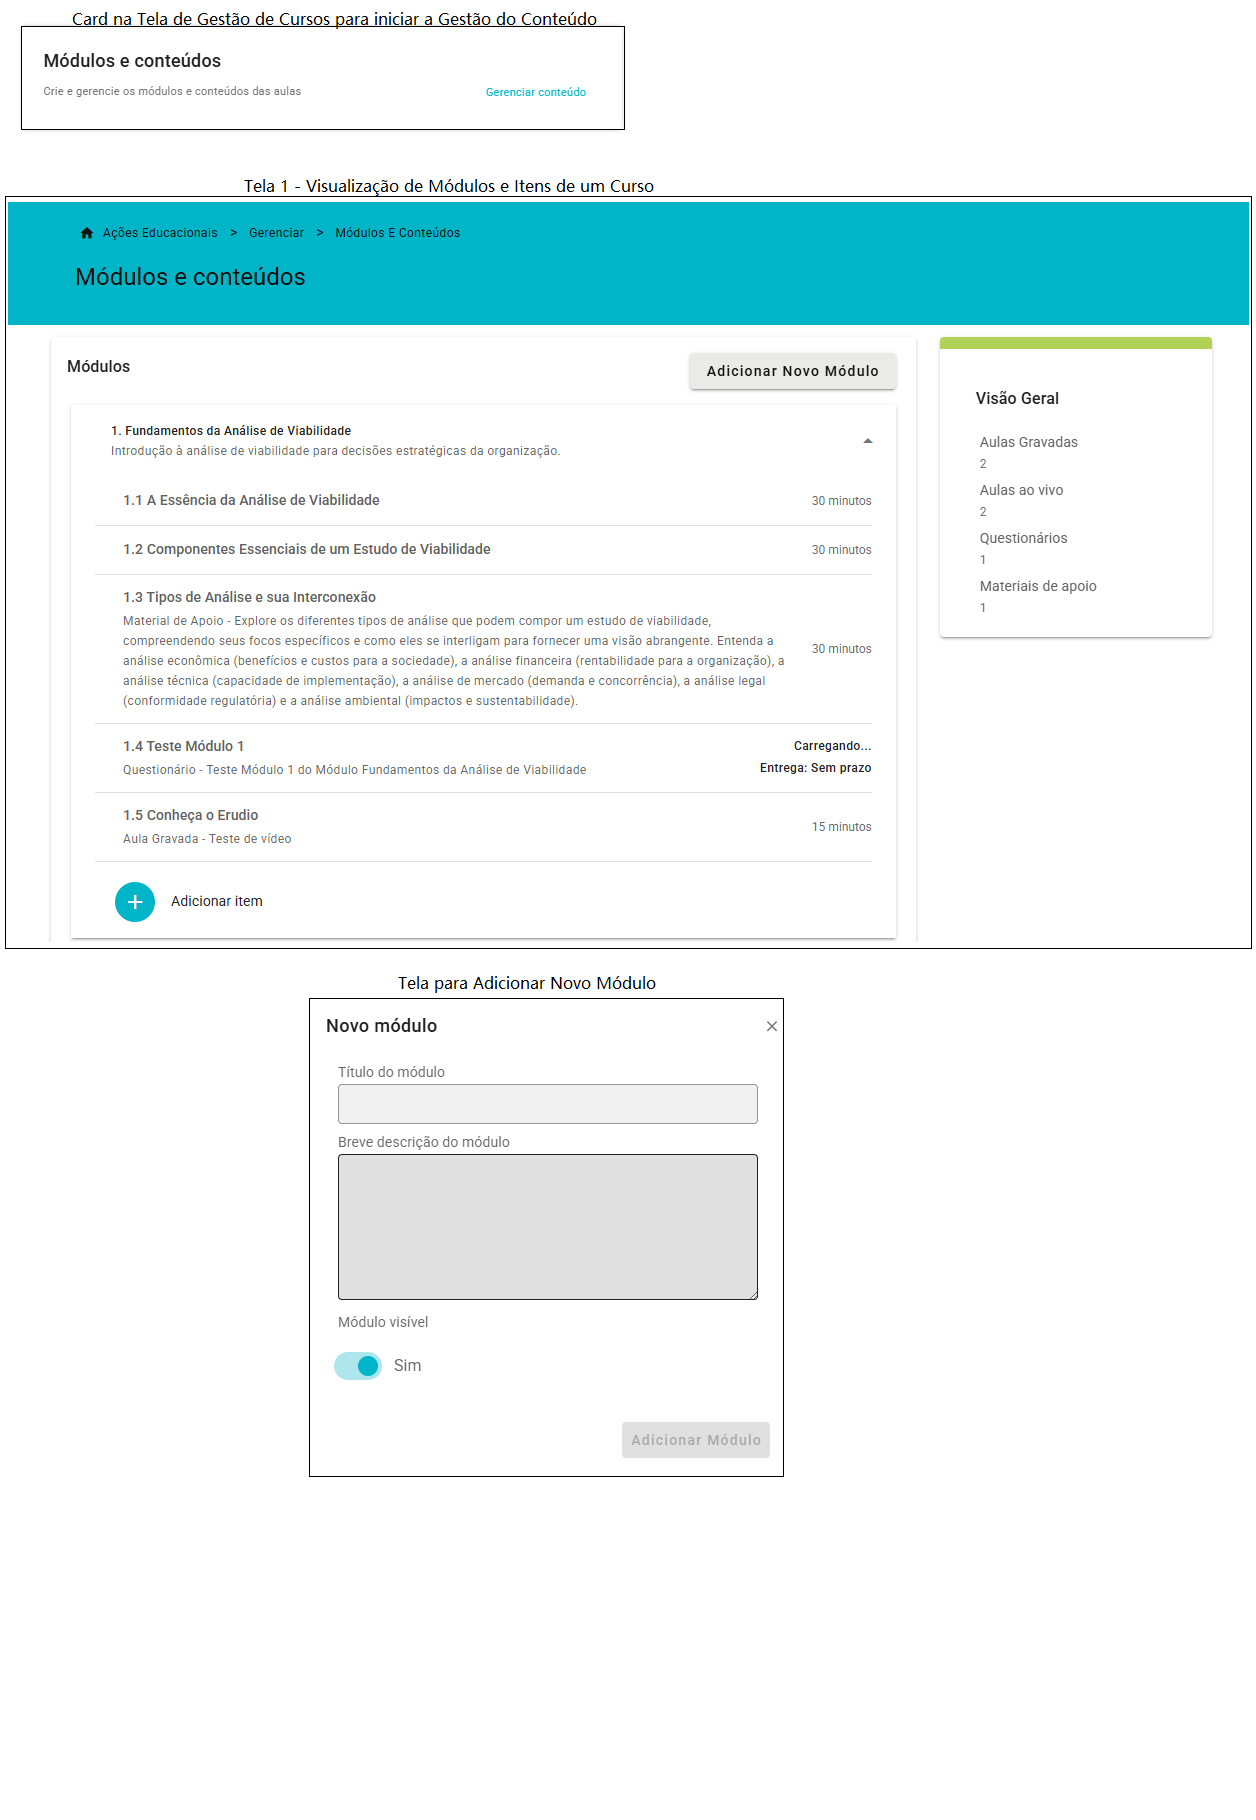 Card na Tela de Gestão de Cursos para iniciar a Gestão do Conteúdo
Módulos e conteúdos
Crie e gerencie os módulos e conteúdos das aulas
Gerenciar conteúdo
Tela 1 - Visualização de Módulos e Itens de um Curso
Ações Educacionais > Gerenciar > Módulos E Conteúdos
Módulos e conteúdos
Módulos
Adicionar Novo Módulo
1. Fundamentos da Análise de Viabilidade
Introdução à análise de viabilidade para decisões estratégicas da organização.
1.1 A Essência da Análise de Viabilidade
30 minutos
1.2 Componentes Essenciais de um Estudo de Viabilidade
30 minutos
1.3 Tipos de Análise e sua Interconexão
Material de Apoio - Explore os diferentes tipos de análise que podem compor um estudo de viabilidade,
compreendendo seus focos específicos e como eles se interligam para fornecer uma visão abrangente. Entenda a
análise econômica (benefícios e custos para a sociedade), a análise financeira (rentabilidade para a organização), a
análise técnica (capacidade de implementação), a análise de mercado (demanda e concorrência), a análise legal
(conformidade regulatória) e a análise ambiental (impactos e sustentabilidade).
30 minutos
1.4 Teste Módulo 1
Questionário - Teste Módulo 1 do Módulo Fundamentos da Análise de Viabilidade
Carregando...
Entrega: Sem prazo
1.5 Conheça o Erudio
Aula Gravada - Teste de vídeo
15 minutos
Adicionar item
Visão Geral
Aulas Gravadas
2
Aulas ao vivo
2
Questionários
1
Materiais de apoio
1
Tela para Adicionar Novo Módulo
Novo módulo
Título do módulo
Breve descrição do módulo
Módulo visível
Sim
Adicionar Módulo